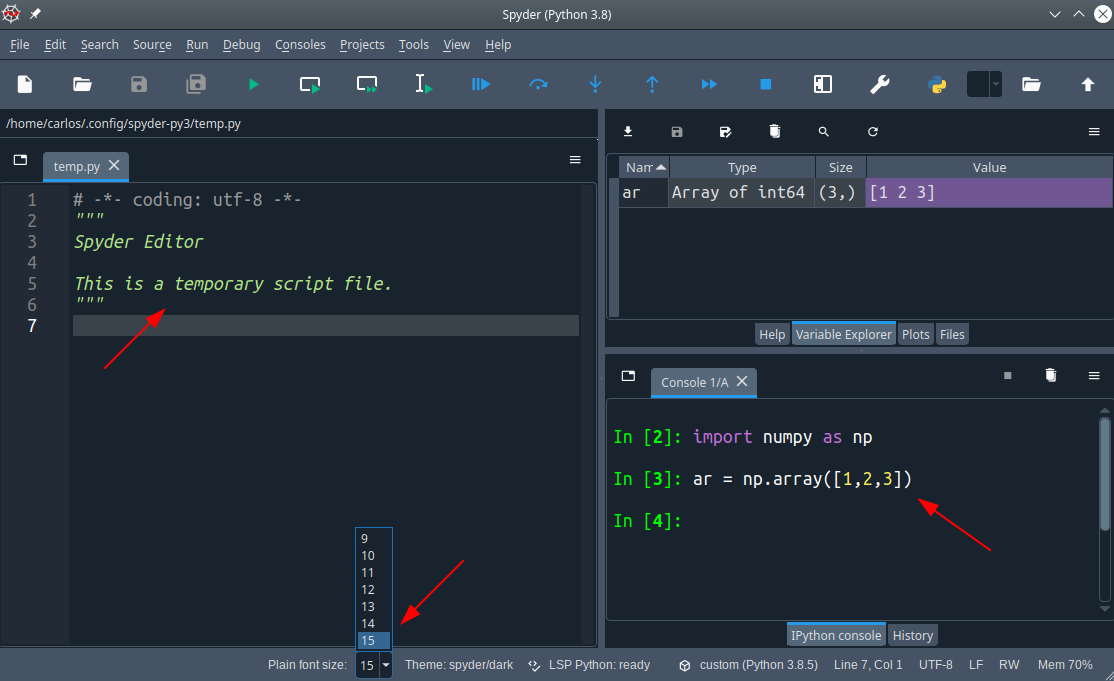 Spyder (Python 3.8)
File Edit Search Source Run Debug Consoles Projects Tools View Help
/home/carlos/.config/spyder-py3/temp.py
temp.py
1 # -*- coding: utf-8 -*-
2 """
3 Spyder Editor
4
5 This is a temporary script file.
6 """
7
Nam Type Size Value
ar Array of int64 (3,) [1 2 3]
Help Variable Explorer Plots Files
Console 1/A
In [2]: import numpy as np
In [3]: ar = np.array([1,2,3])
In [4]:
IPython console History
9
10
11
12
13
14
15
Plain font size: 15 Theme: spyder/dark LSP Python: ready custom (Python 3.8.5) Line 7, Col 1 UTF-8 LF RW Mem 70%